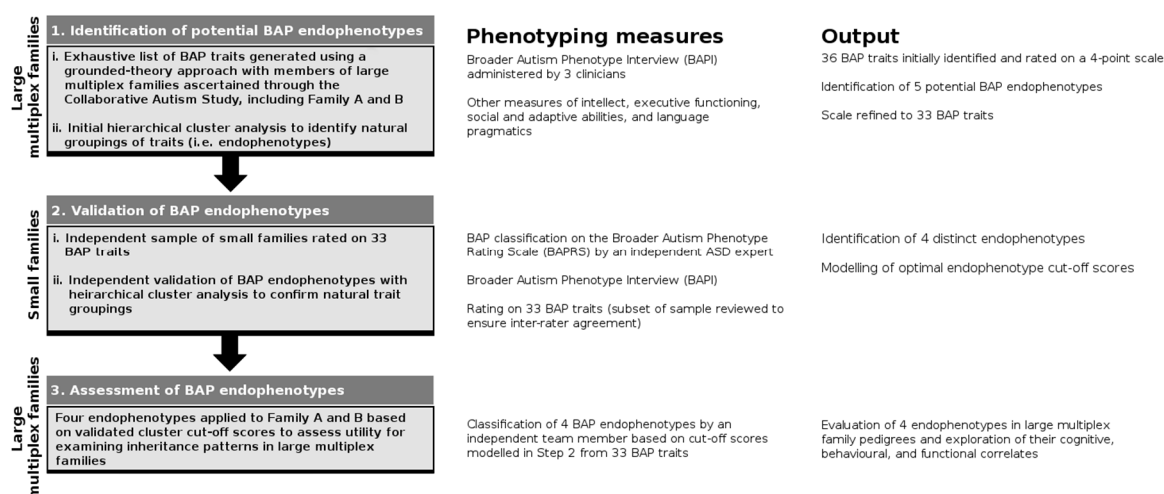 Large
multiplex families
1. Identification of potential BAP endophenotypes
i. Exhaustive list of BAP traits generated using a
grounded-theory approach with members of large
multiplex families ascertained through the
Collaborative Autism Study, including Family A and B
ii. Initial hierarchical cluster analysis to identify natural
groupings of traits (i.e. endophenotypes)
Phenotyping measures
Broader Autism Phenotype Interview (BAPI)
administered by 3 clinicians
Other measures of intellect, executive functioning,
social and adaptive abilities, and language
pragmatics
Output
36 BAP traits initially identified and rated on a 4-point scale
Identification of 5 potential BAP endophenotypes
Scale refined to 33 BAP traits
Small families
2. Validation of BAP endophenotypes
i. Independent sample of small families rated on 33
BAP traits
ii. Independent validation of BAP endophenotypes with
heirarchical cluster analysis to confirm natural trait
groupings
BAP classification on the Broader Autism Phenotype
Rating Scale (BAPRS) by an independent ASD expert
Broader Autism Phenotype Interview (BAPI)
Rating on 33 BAP traits (subset of sample reviewed to
ensure inter-rater agreement)
Identification of 4 distinct endophenotypes
Modelling of optimal endophenotype cut-off scores
Large
multiplex families
3. Assessment of BAP endophenotypes
Four endophenotypes applied to Family A and B based
on validated cluster cut-off scores to assess utility for
examining inheritance patterns in large multiplex
families
Classification of 4 BAP endophenotypes by an
independent team member based on cut-off scores
modelled in Step 2 from 33 BAP traits
Evaluation of 4 endophenotypes in large multiplex
family pedigrees and exploration of their cognitive,
behavioural, and functional correlates